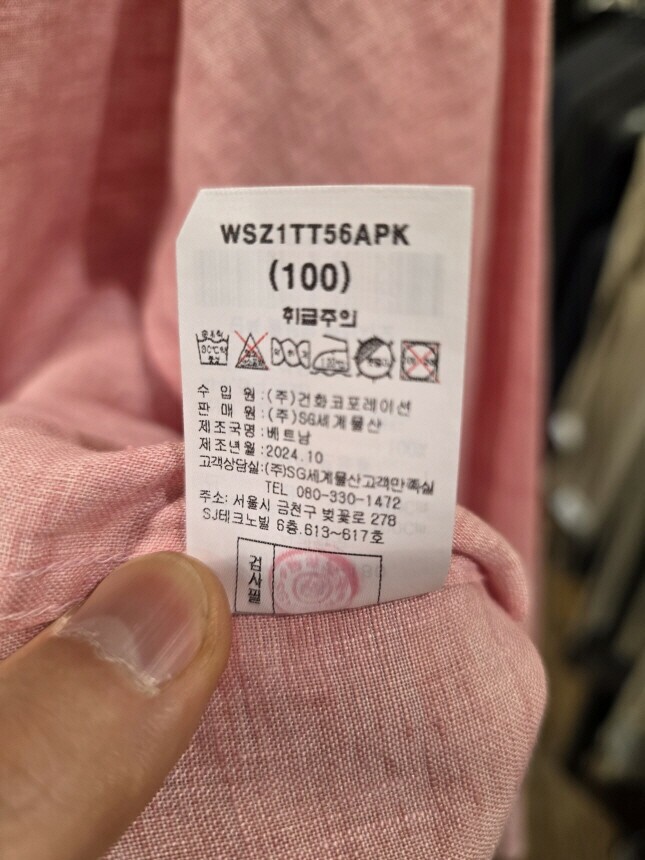 WSZ1TT56APK
(100)
취급주의
수 입 원 : (주)건화코포레이션
판 매 원 : (주)SG세계물산
제조국명 : 베트남
제조년월 : 2024.10
고객상담실:(주)SG세계물산고객만족실
TEL 080-330-1472
주소: 서울시 금천구 벚꽃로 278
SJ테크노빌 6층.613~617호
검사필